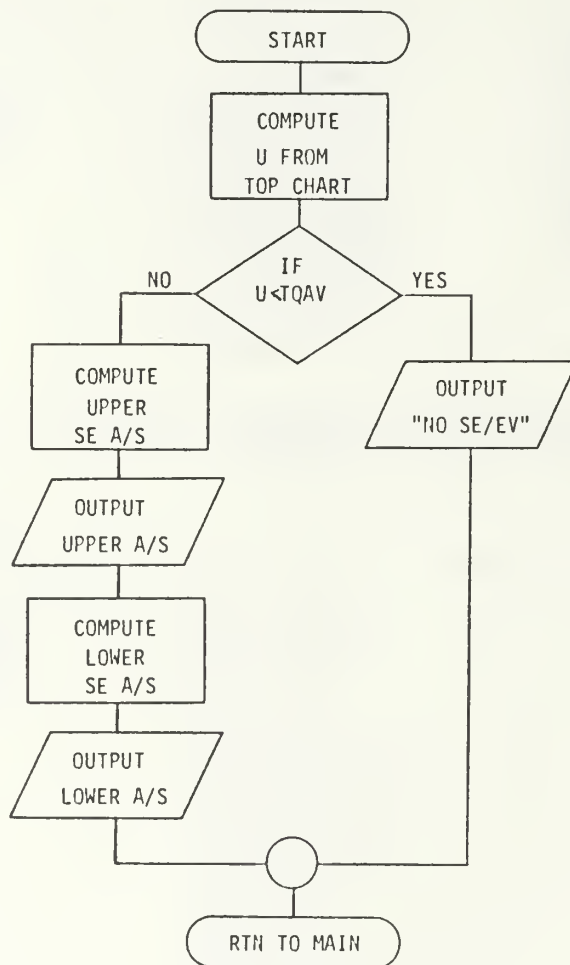 START
COMPUTE
U FROM
TOP CHART
IF
U<TQAV
NO
YES
COMPUTE
UPPER
SE A/S
OUTPUT
"NO SE/EV"
OUTPUT
UPPER A/S
COMPUTE
LOWER
SE A/S
OUTPUT
LOWER A/S
RTN TO MAIN